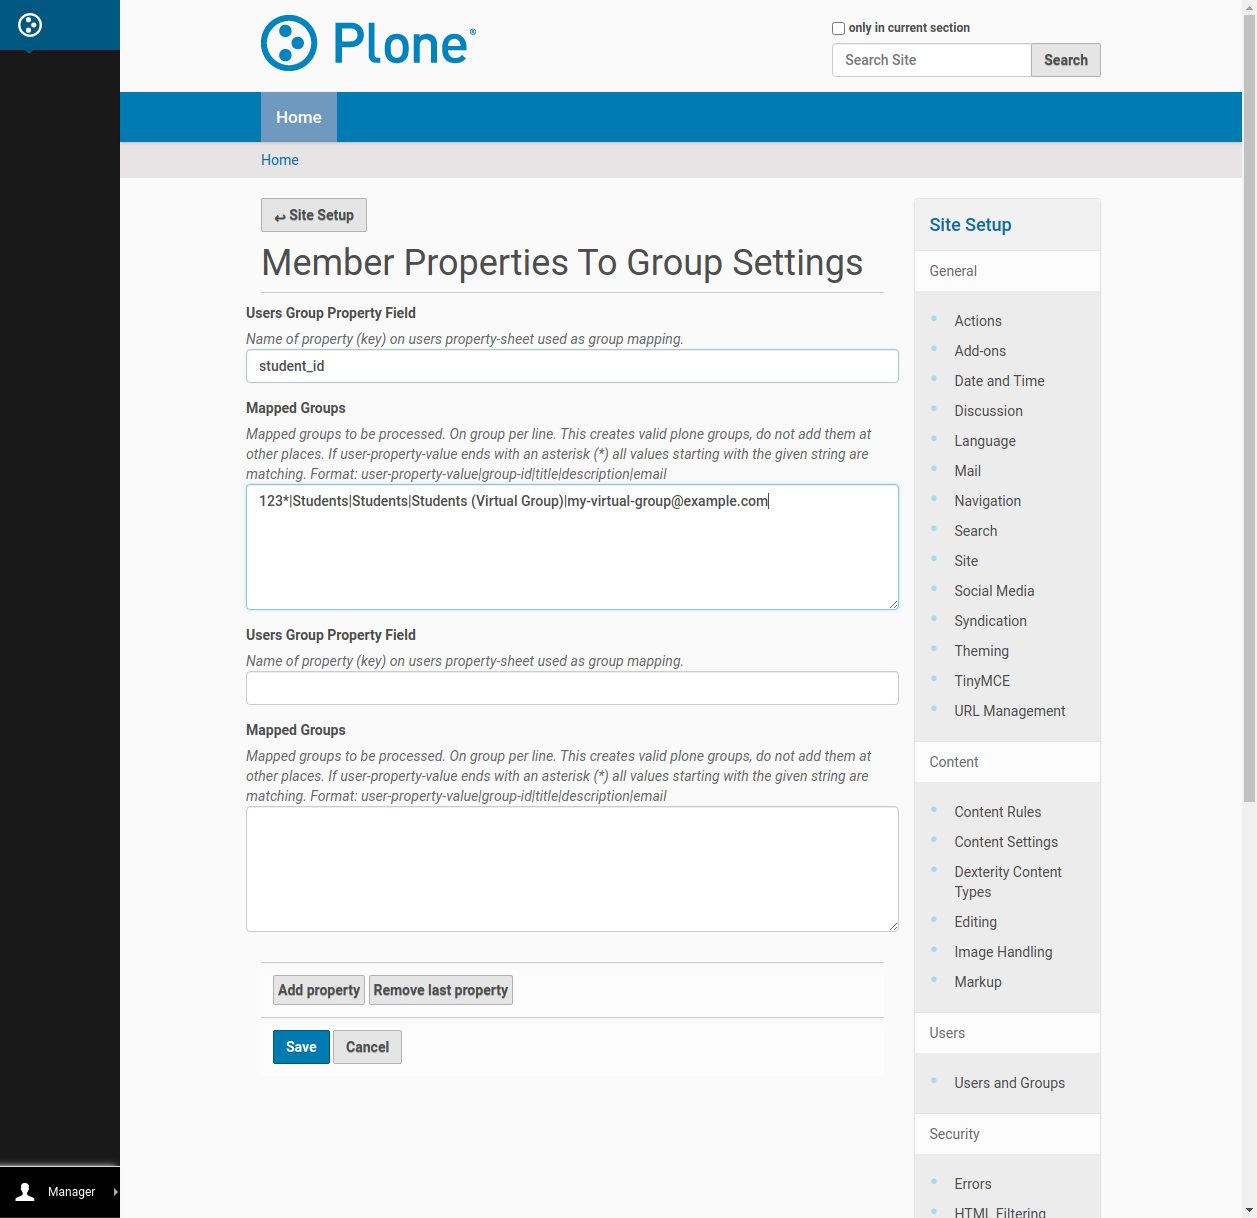 Plone®
only in current section
Search Site
Search
Home
Home
Site Setup
Member Properties To Group Settings
Users Group Property Field
Name of property (key) on users property-sheet used as group mapping.
student_id
Mapped Groups
Mapped groups to be processed. On group per line. This creates valid plone groups, do not add them at
other places. If user-property-value ends with an asterisk (*) all values starting with the given string are
matching. Format: user-property-value|group-id|title|description|email
123*|Students|Students|Students (Virtual Group)|my-virtual-group@example.com
Users Group Property Field
Name of property (key) on users property-sheet used as group mapping.
Mapped Groups
Mapped groups to be processed. On group per line. This creates valid plone groups, do not add them at
other places. If user-property-value ends with an asterisk (*) all values starting with the given string are
matching. Format: user-property-value|group-id|title|description|email
Add property
Remove last property
Save
Cancel
Site Setup
General
Actions
Add-ons
Date and Time
Discussion
Language
Mail
Navigation
Search
Site
Social Media
Syndication
Theming
TinyMCE
URL Management
Content
Content Rules
Content Settings
Dexterity Content
Types
Editing
Image Handling
Markup
Users
Users and Groups
Security
Errors
HTML Filtering
Manager